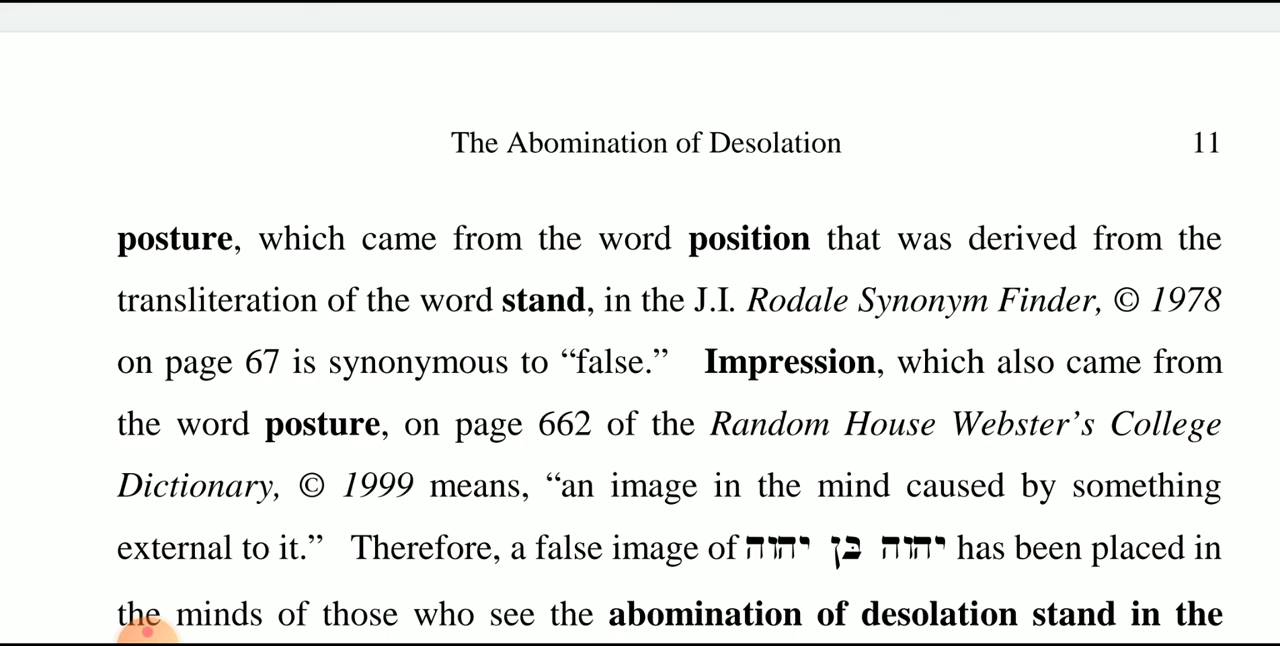 The Abomination of Desolation 11
posture, which came from the word position that was derived from the
transliteration of the word stand, in the J.I. Rodale Synonym Finder, © 1978
on page 67 is synonymous to “false.” Impression, which also came from
the word posture, on page 662 of the Random House Webster’s College
Dictionary, © 1999 means, “an image in the mind caused by something
external to it.” Therefore, a false image of יהוה בן יהוה has been placed in
the minds of those who see the abomination of desolation stand in the